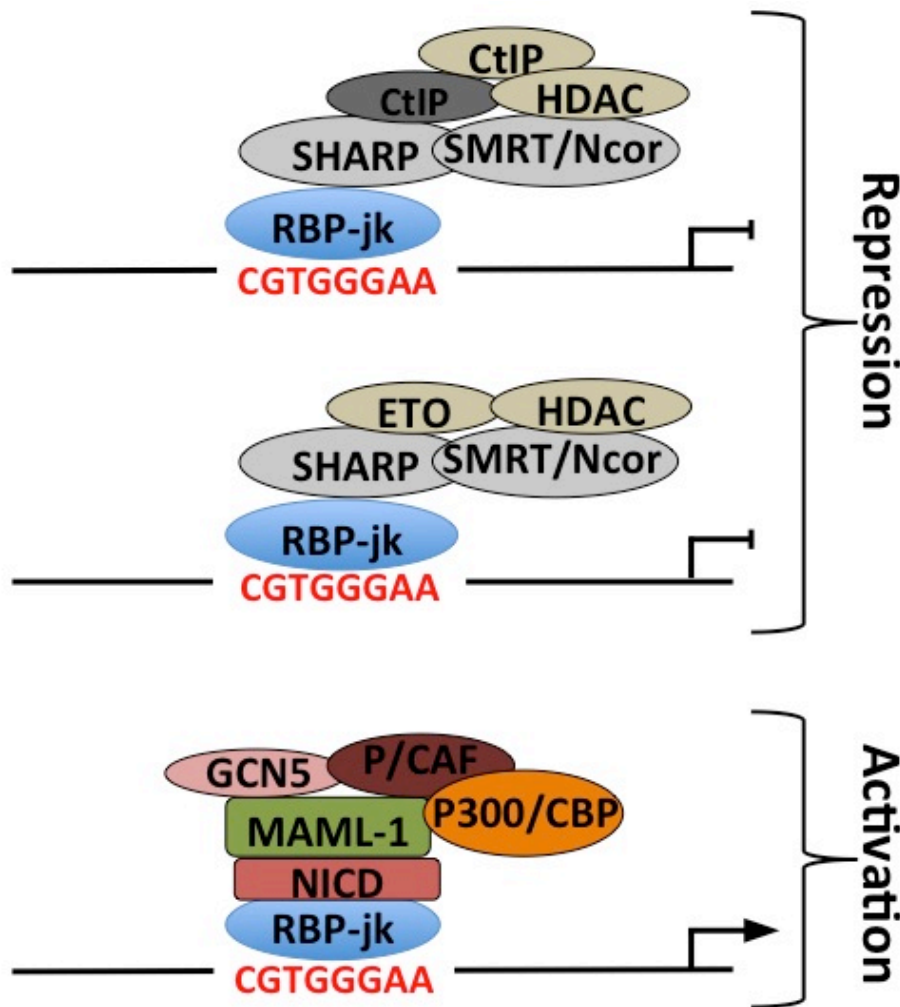 CtIP
CtIP
HDAC
SHARP
SMRT/Ncor
RBP-jk
CGTGGGAA
Repression
ETO
HDAC
SHARP
SMRT/Ncor
RBP-jk
CGTGGGAA
GCN5
P/CAF
P300/CBP
MAML-1
NICD
RBP-jk
CGTGGGAA
Activation